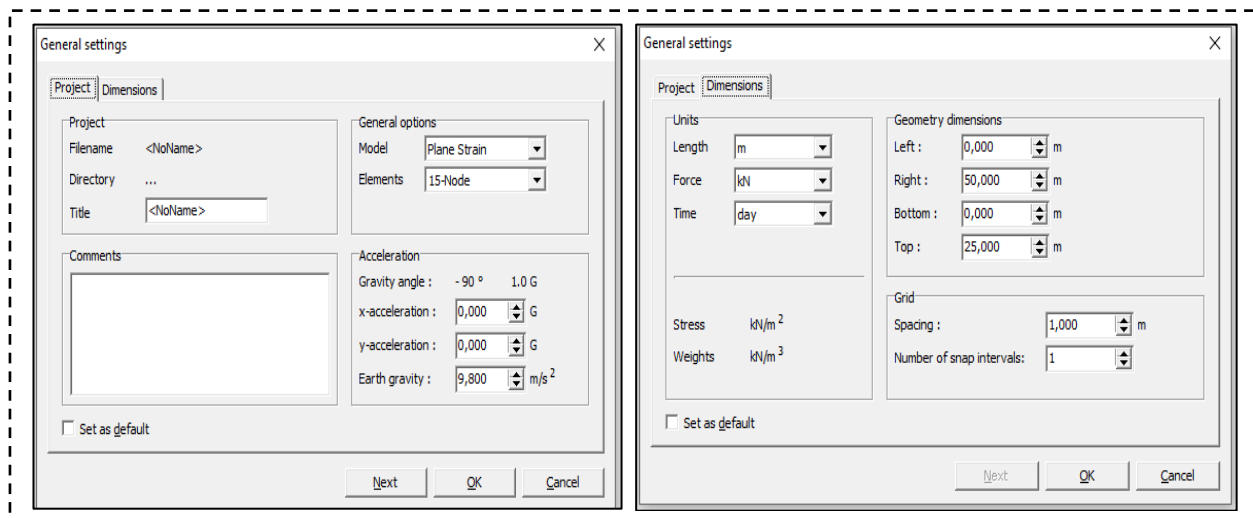 General settings X
Project Dimensions
Project
Filename <NoName>
Directory ...
Title <NoName>
General options
Model Plane Strain
Elements 15-Node
Comments
Acceleration
Gravity angle : - 90 ° 1.0 G
x-acceleration : 0,000 G
y-acceleration : 0,000 G
Earth gravity : 9,800 m/s²
Set as default
Next OK Cancel
General settings X
Project Dimensions
Units
Length m
Force kN
Time day
Stress kN/m²
Weights kN/m³
Geometry dimensions
Left : 0,000 m
Right : 50,000 m
Bottom : 0,000 m
Top : 25,000 m
Grid
Spacing : 1,000 m
Number of snap intervals: 1
Set as default
Next OK Cancel